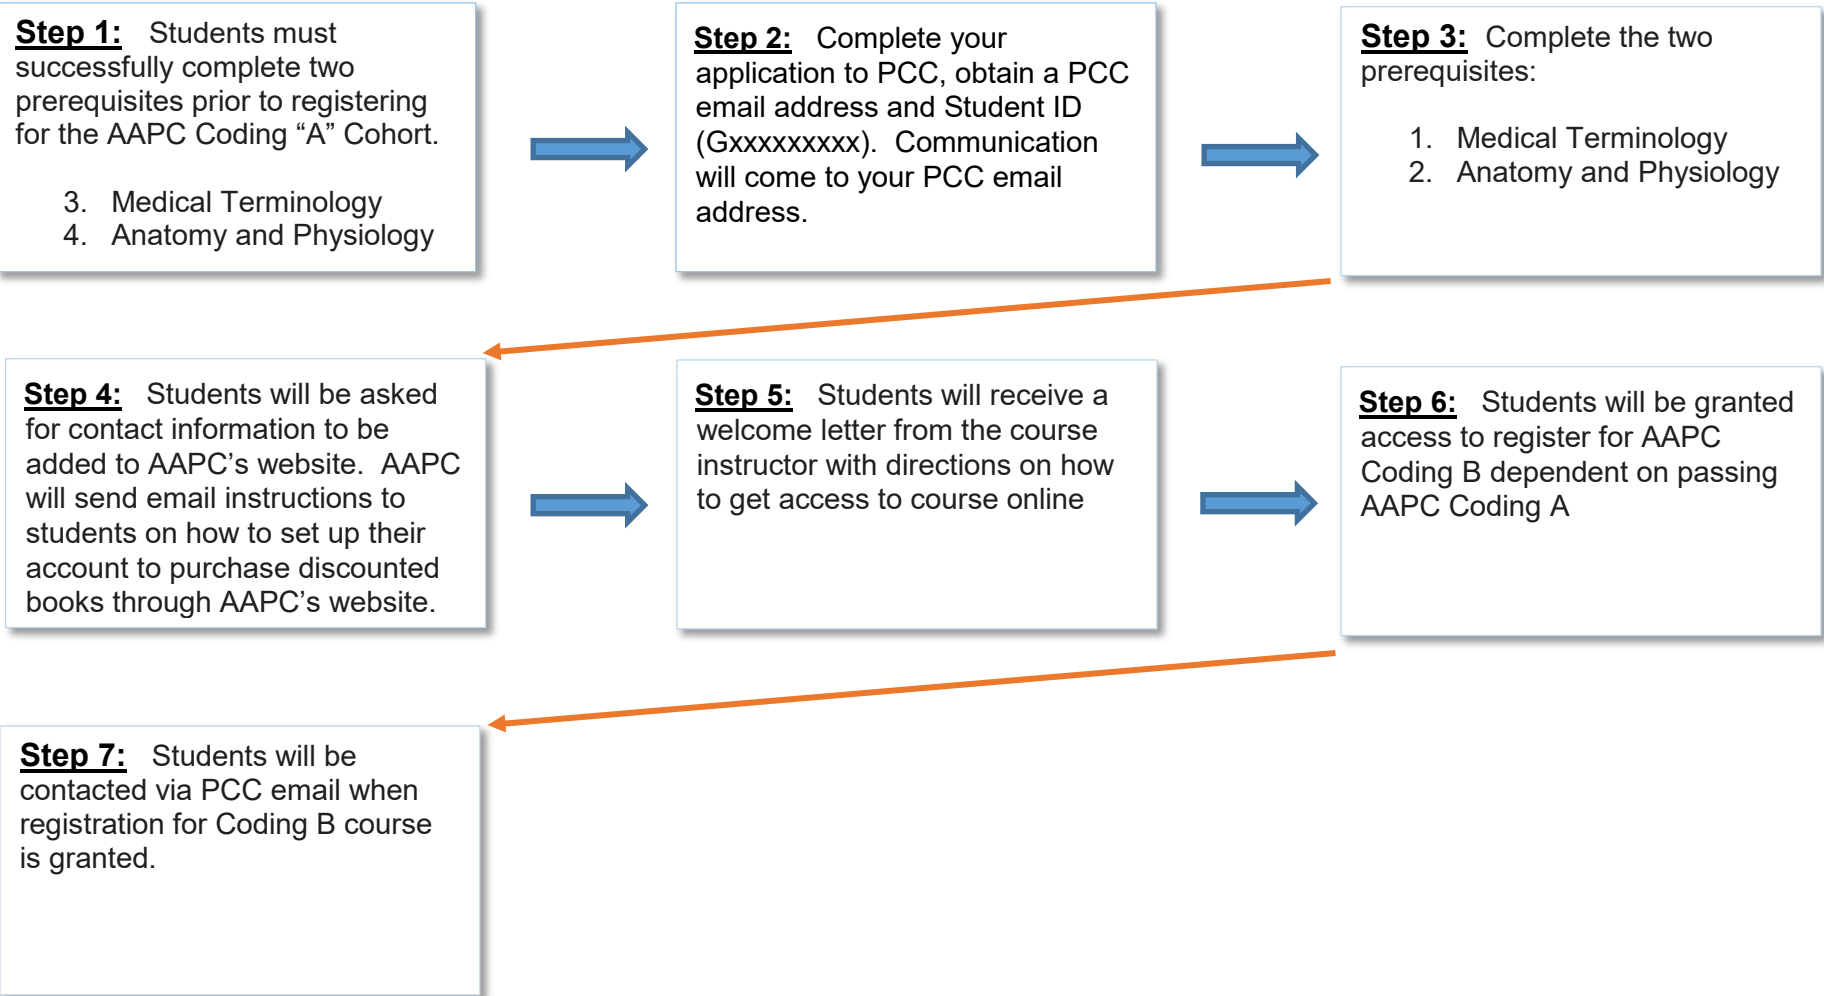 Step 1: Students must
successfully complete two
prerequisites prior to registering
for the AAPC Coding “A” Cohort.
3. Medical Terminology
4. Anatomy and Physiology
Step 2: Complete your
application to PCC, obtain a PCC
email address and Student ID
(Gxxxxxxxxx). Communication
will come to your PCC email
address.
Step 3: Complete the two
prerequisites:
1. Medical Terminology
2. Anatomy and Physiology
Step 4: Students will be asked
for contact information to be
added to AAPC’s website. AAPC
will send email instructions to
students on how to set up their
account to purchase discounted
books through AAPC’s website.
Step 5: Students will receive a
welcome letter from the course
instructor with directions on how
to get access to course online
Step 6: Students will be granted
access to register for AAPC
Coding B dependent on passing
AAPC Coding A
Step 7: Students will be
contacted via PCC email when
registration for Coding B course
is granted.